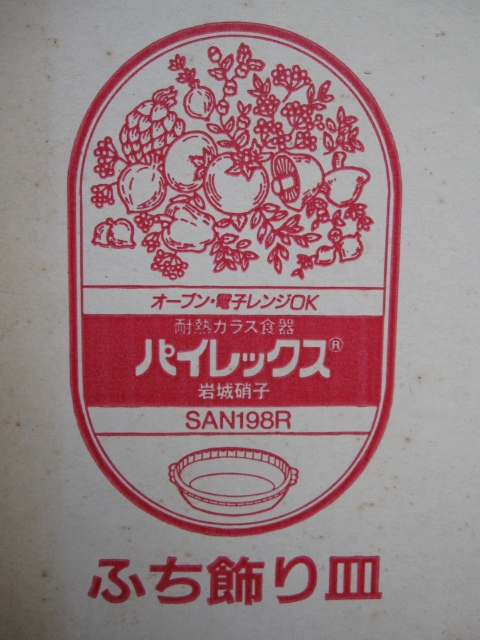 オーブン・電子レンジOK
耐熱ガラス食器
パイレックス®
岩城硝子
SAN198R
ふち飾り皿